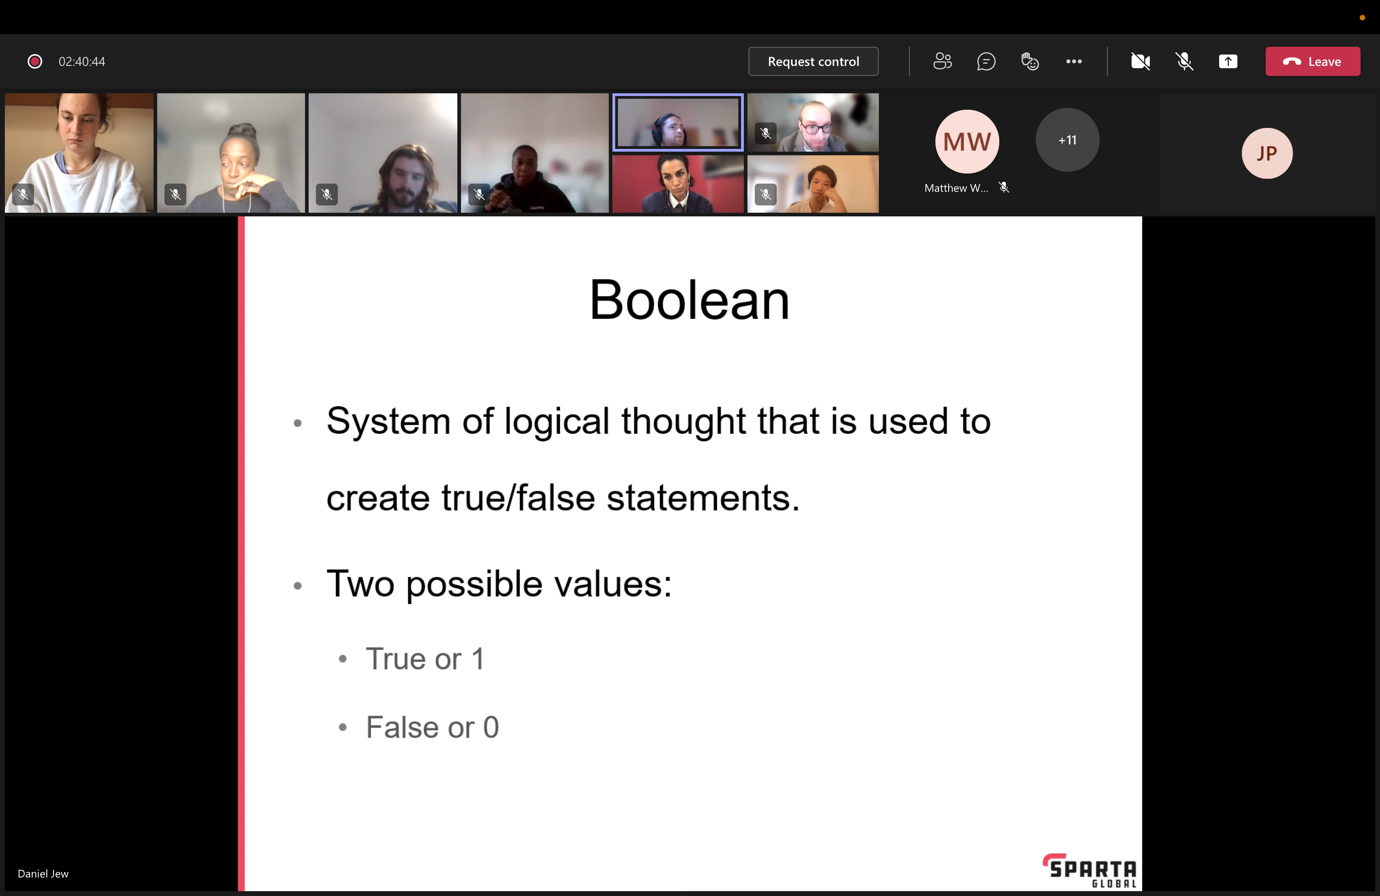 02:40:44
Request control
Leave
MW
+11
JP
Matthew W...
Boolean
• System of logical thought that is used to
create true/false statements.
• Two possible values:
• True or 1
• False or 0
Daniel Jew
SPARTA
GLOBAL